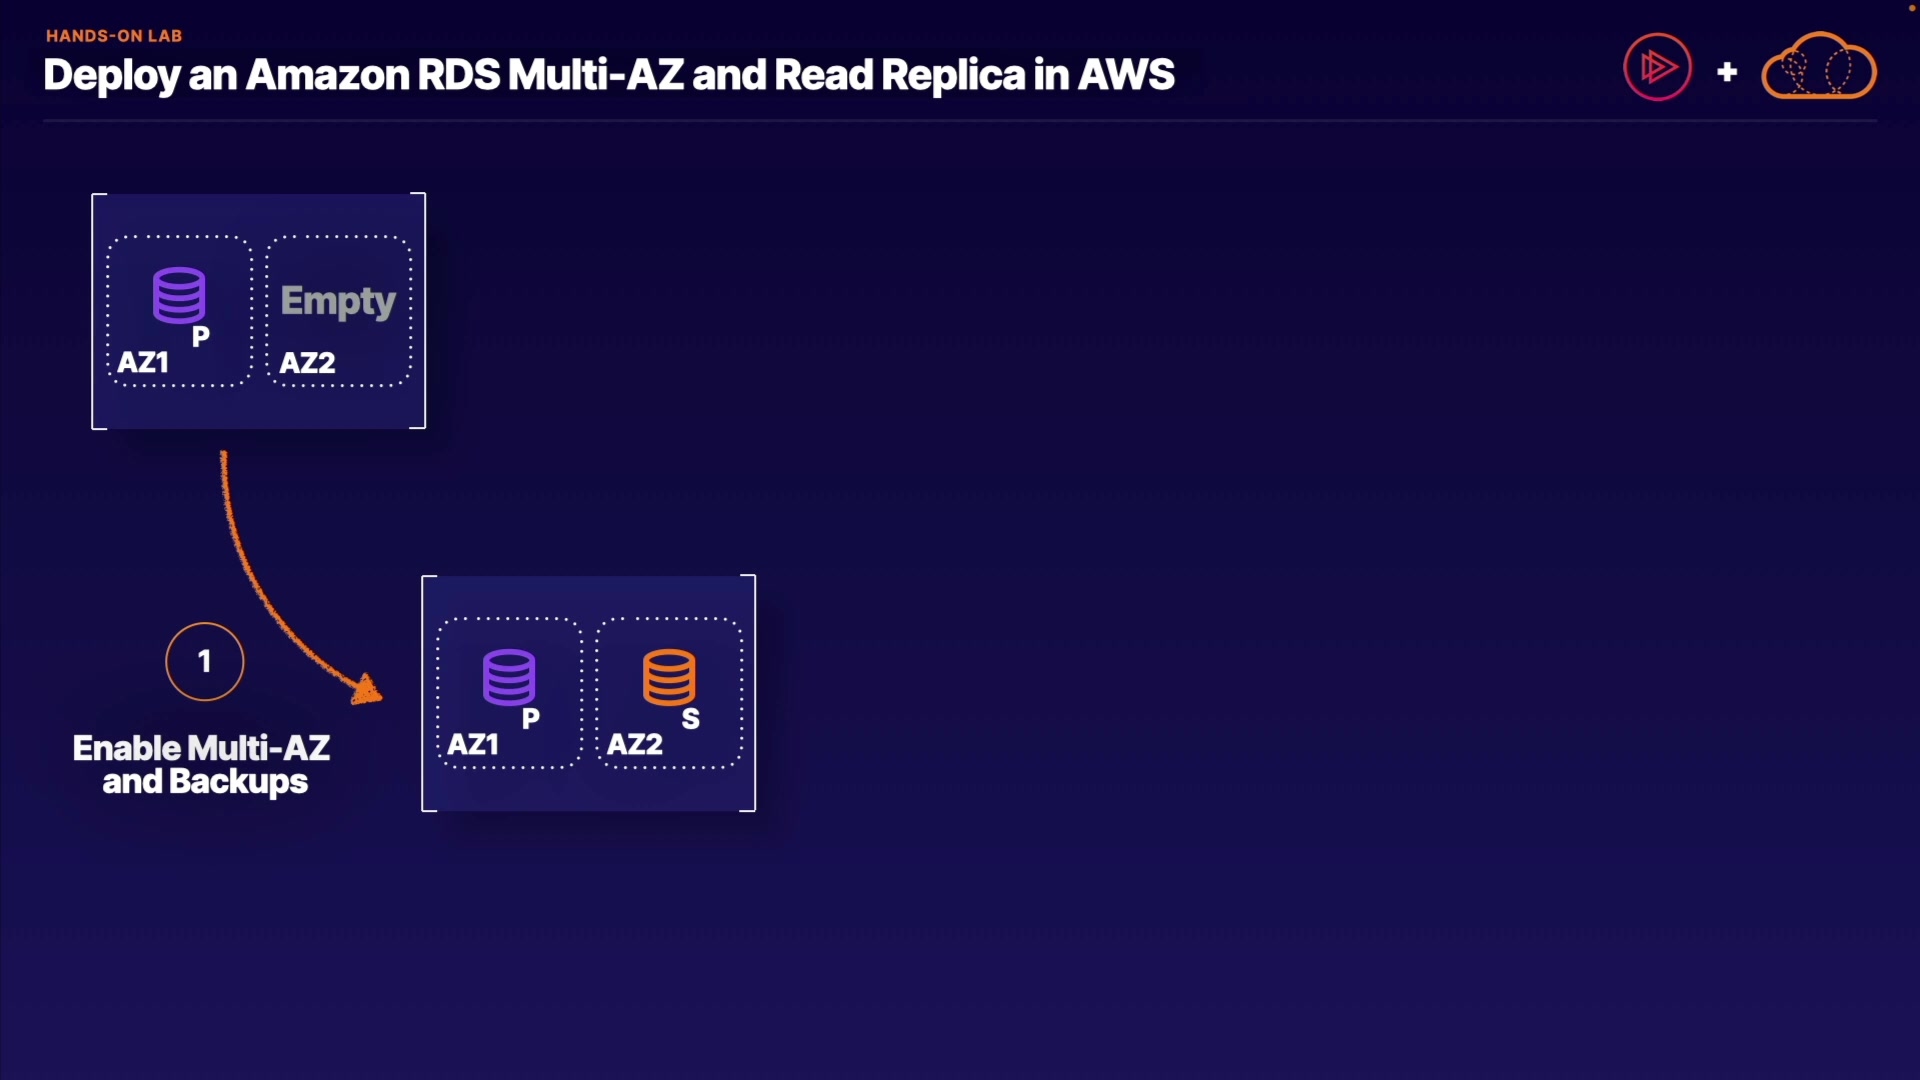 HANDS-ON LAB
Deploy an Amazon RDS Multi-AZ and Read Replica in AWS
+
P
AZ1
Empty
AZ2
1
Enable Multi-AZ
and Backups
P
AZ1
S
AZ2